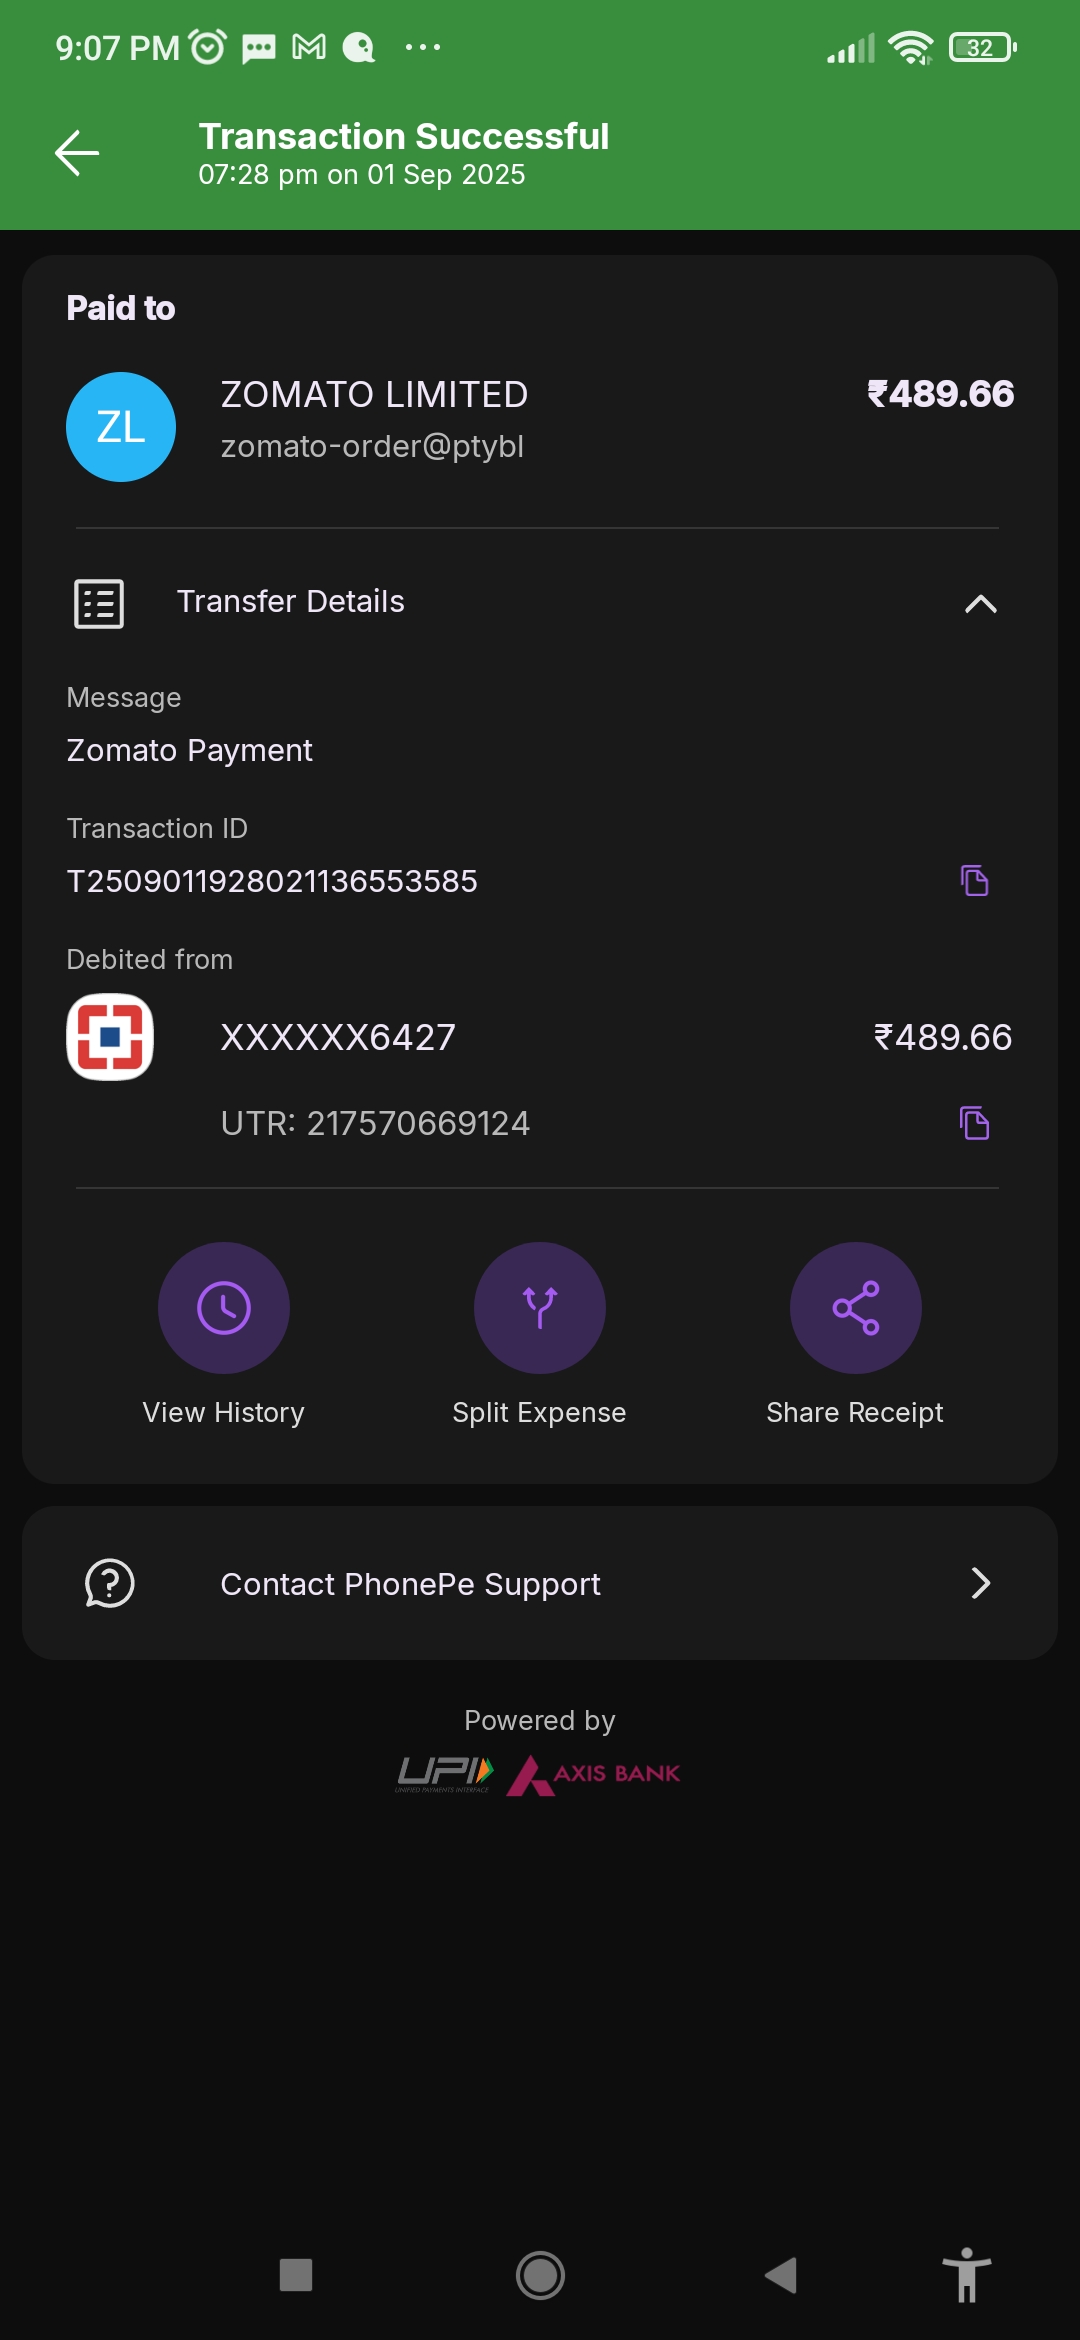 9:07 PM
32
Transaction Successful
07:28 pm on 01 Sep 2025
Paid to
ZL
ZOMATO LIMITED
₹489.66
zomato-order@ptybl
Transfer Details
Message
Zomato Payment
Transaction ID
T2509011928021136553585
Debited from
XXXXXX6427
₹489.66
UTR: 217570669124
View History
Split Expense
Share Receipt
Contact PhonePe Support
Powered by
UPI
UNIFIED PAYMENTS INTERFACE
AXIS BANK